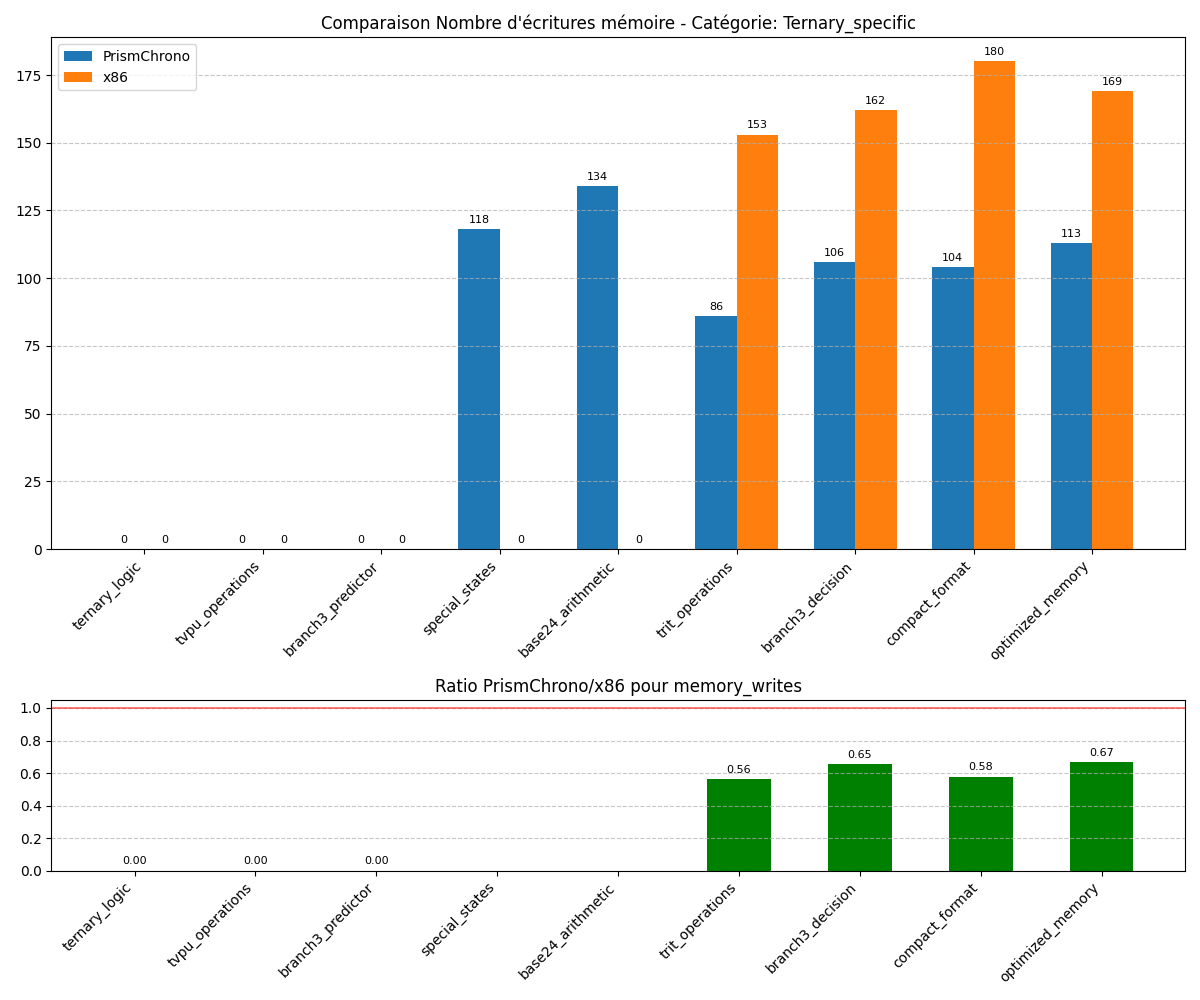 Comparaison Nombre d'écritures mémoire - Catégorie: Ternary_specific
PrismChrono
x86
175
150
125
100
75
50
25
0
0 0 0 0 0 0 118 0 134 0 86 153 106 162 104 180 113 169
ternary_logic
tvpu_operations
branch3_predictor
special_states
base24_arithmetic
trit_operations
branch3_decision
compact_format
optimized_memory
Ratio PrismChrono/x86 pour memory_writes
1.0
0.8
0.6
0.4
0.2
0.0
0.00 0.00 0.00 0.56 0.65 0.58 0.67
ternary_logic
tvpu_operations
branch3_predictor
special_states
base24_arithmetic
trit_operations
branch3_decision
compact_format
optimized_memory